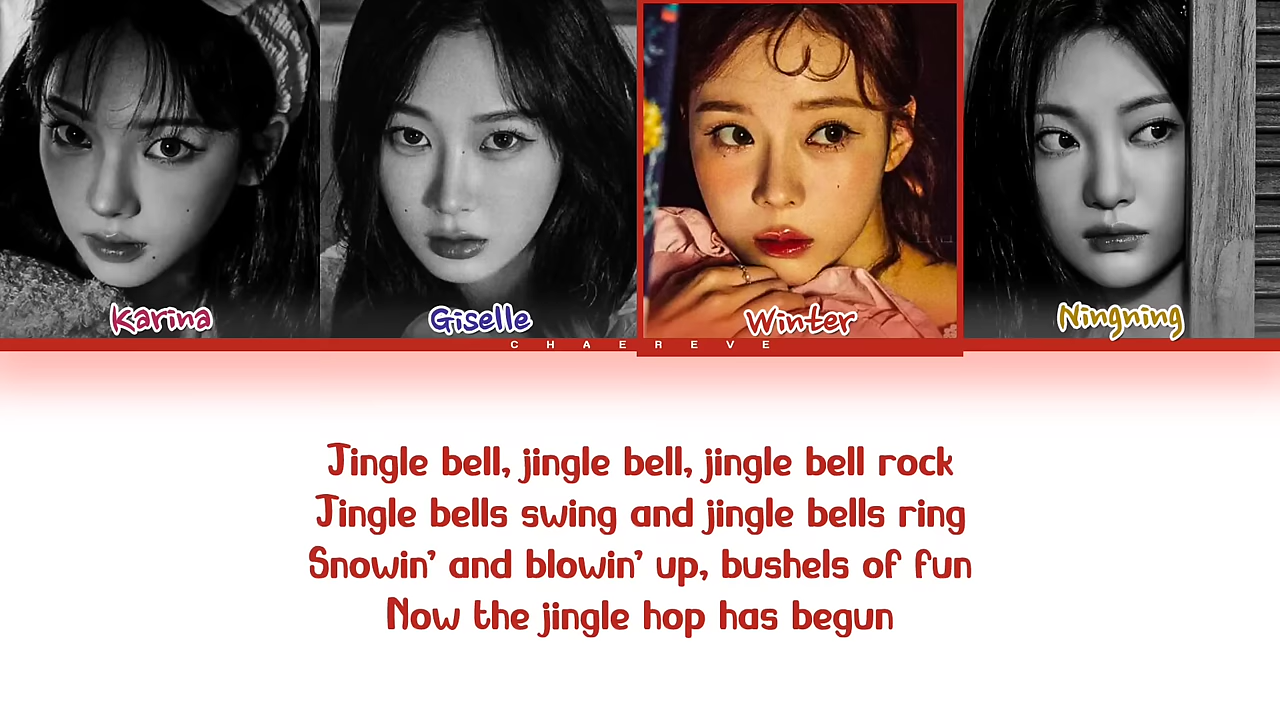 Karina
Giselle
Winter
Ningning
CHAEREVE
Jingle bell, jingle bell, jingle bell rock
Jingle bells swing and jingle bells ring
Snowin' and blowin' up, bushels of fun
Now the jingle hop has begun